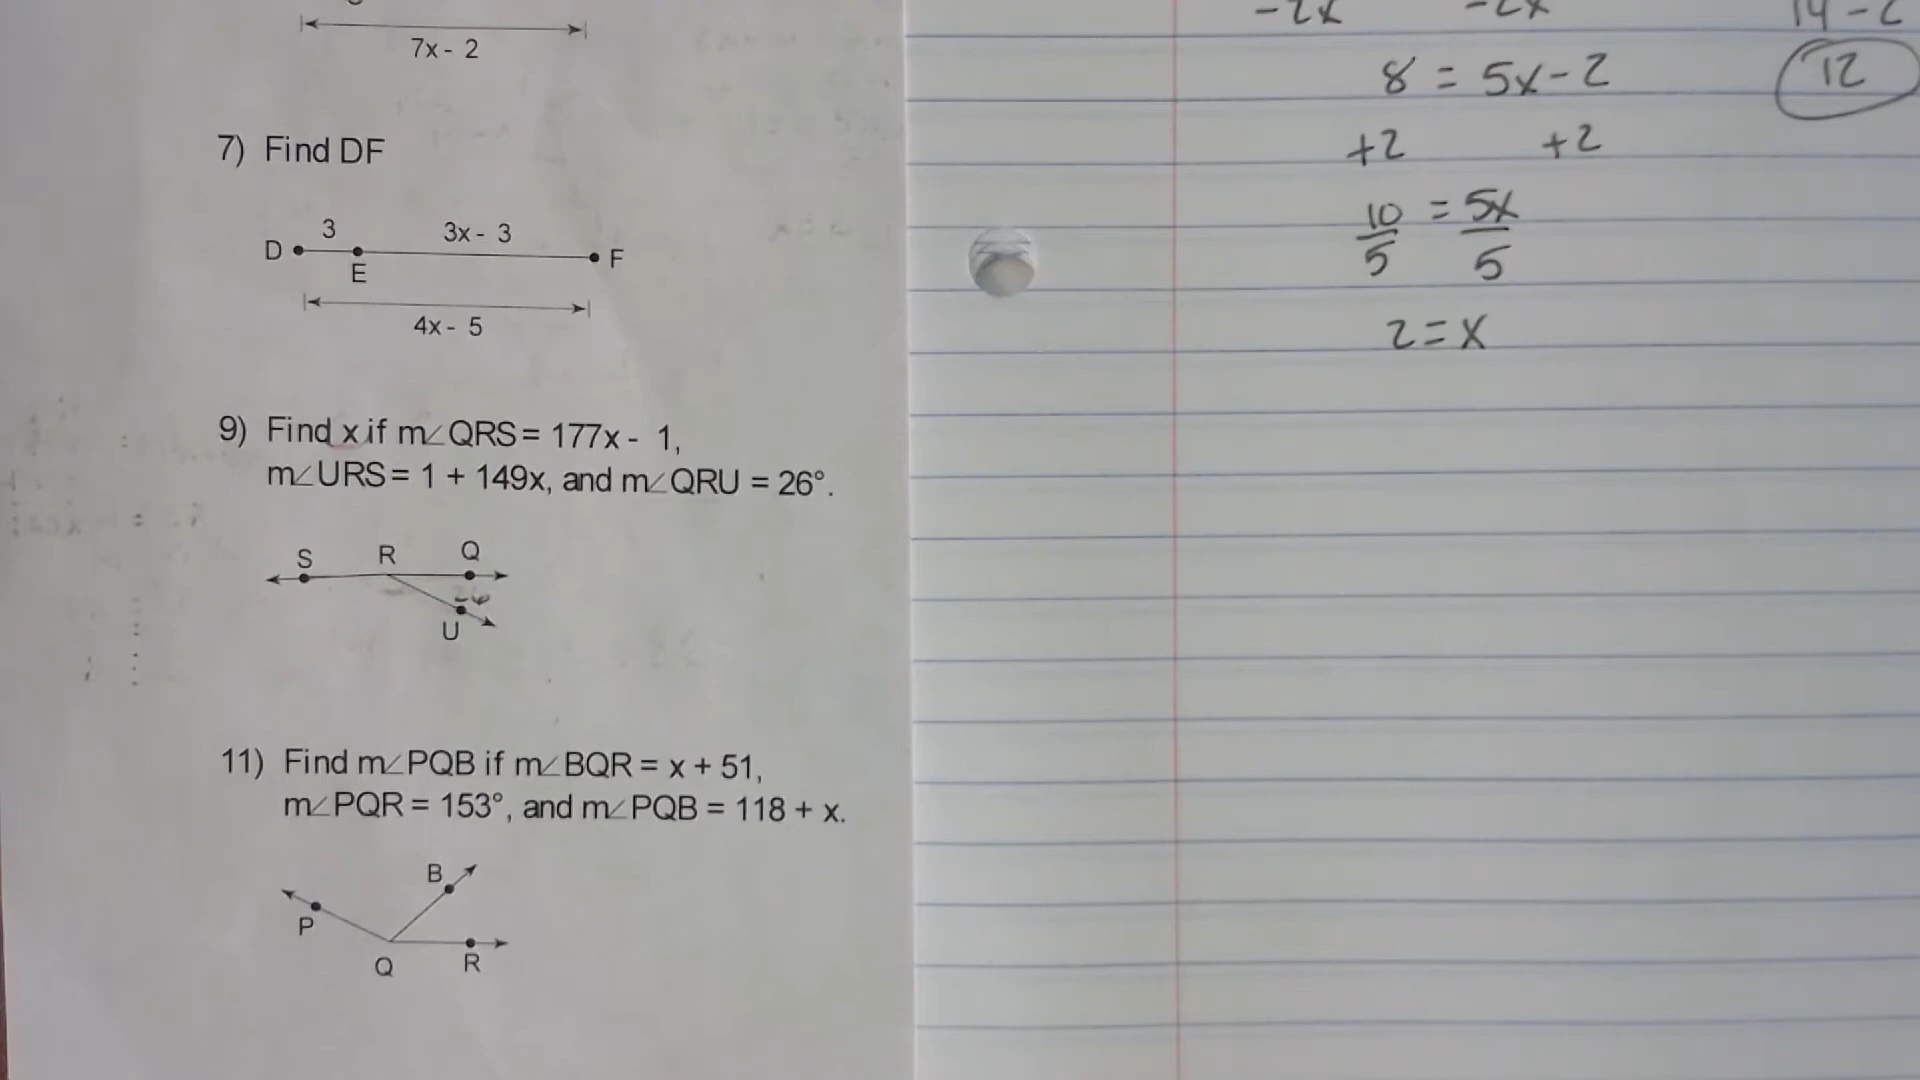 7x - 2
7) Find DF
3
3x - 3
D
E
F
4x - 5
9) Find x if m∠QRS = 177x - 1,
m∠URS = 1 + 149x, and m∠QRU = 26°.
S
R
Q
U
11) Find m∠PQB if m∠BQR = x + 51,
m∠PQR = 153°, and m∠PQB = 118 + x.
B
P
Q
R
-2x -2x
14 - 2
8 = 5x - 2
12
+2 +2
10 = 5x
5 5
2 = x